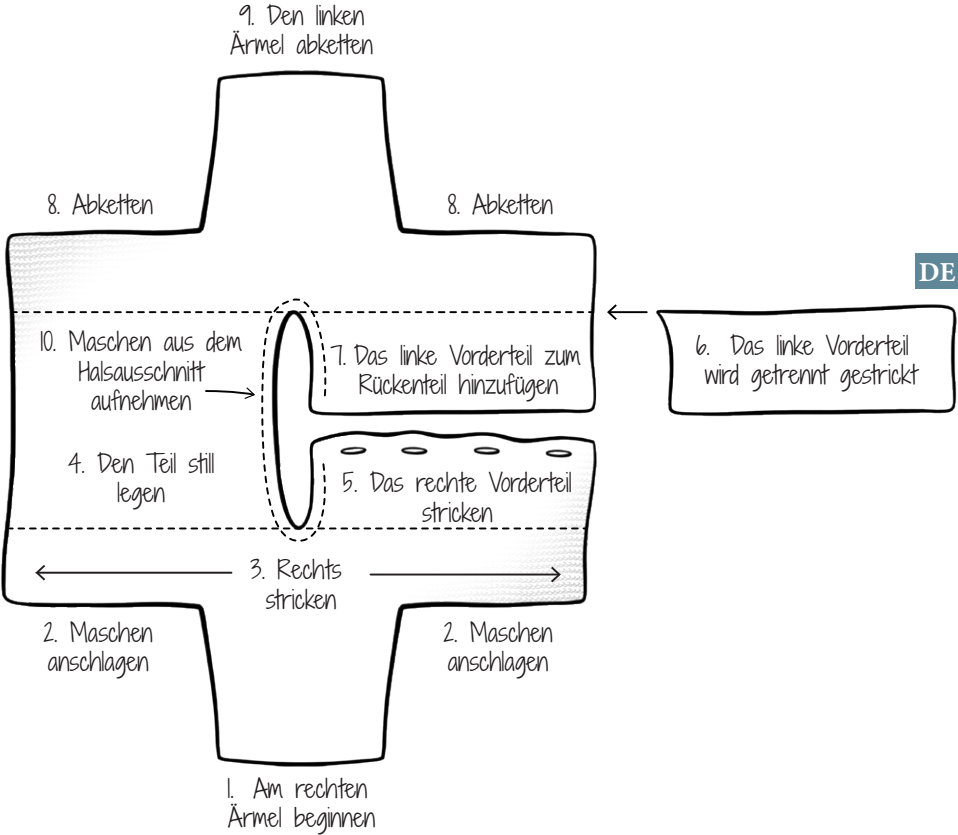 9. Den linken
Ärmel abketten
8. Abketten
8. Abketten
DE
10. Maschen aus dem
Halsausschnitt
aufnehmen
7. Das linke Vorderteil zum
Rückenteil hinzufügen
6. Das linke Vorderteil
wird getrennt gestrickt
4. Den Teil still
legen
5. Das rechte Vorderteil
stricken
3. Rechts
stricken
2. Maschen
anschlagen
2. Maschen
anschlagen
1. Am rechten
Ärmel beginnen